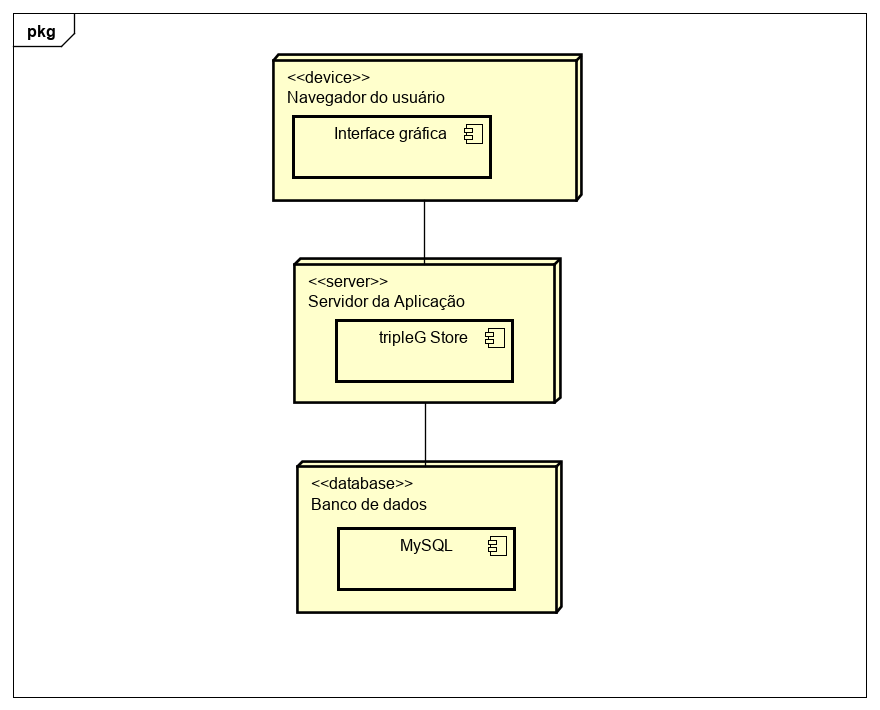 pkg
<<device>>
Navegador do usuário
Interface gráfica
<<server>>
Servidor da Aplicação
tripleG Store
<<database>>
Banco de dados
MySQL